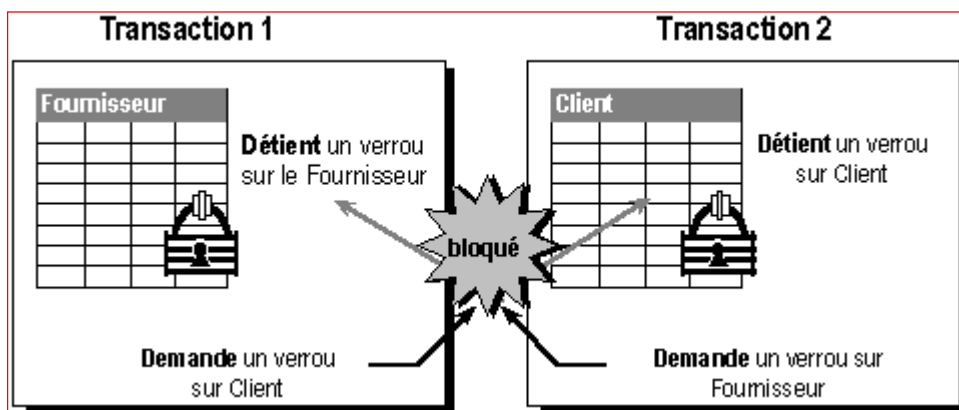 Transaction 1
Transaction 2
Fournisseur
Détient un verrou
sur le Fournisseur
Client
Détient un verrou
sur Client
bloqué
Demande un verrou
sur Client
Demande un verrou sur
Fournisseur